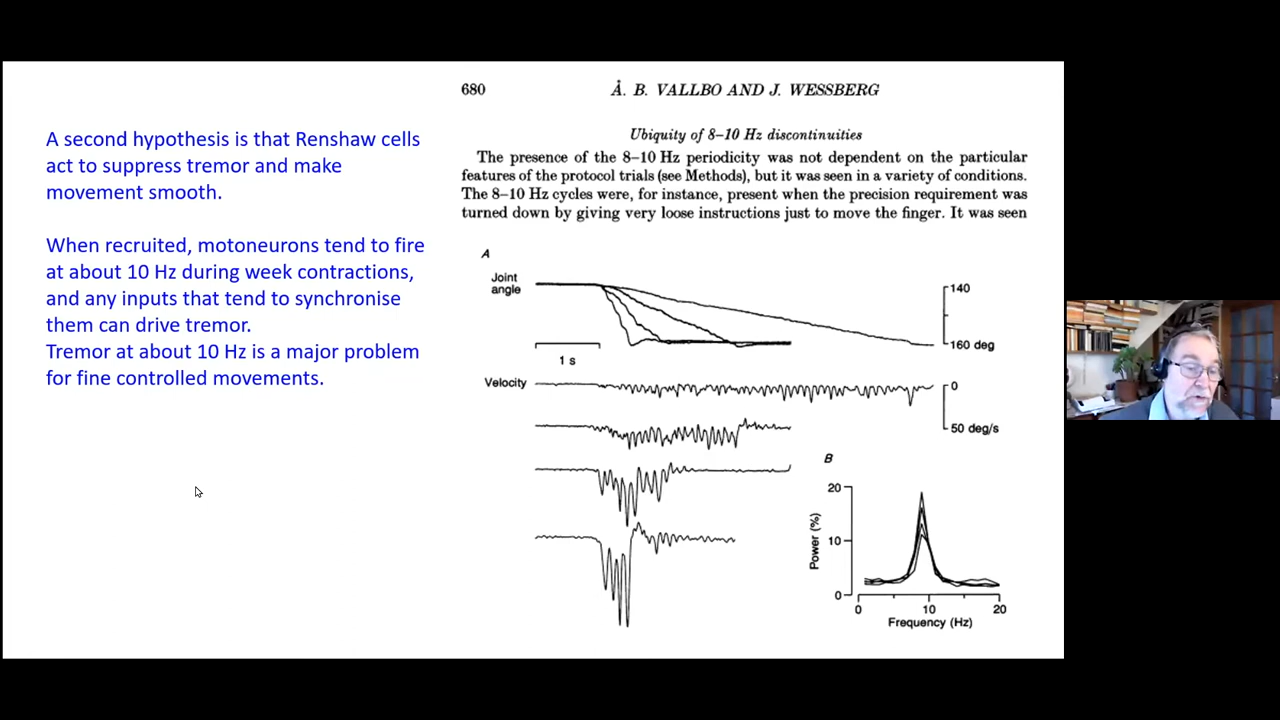 A second hypothesis is that Renshaw cells
act to suppress tremor and make
movement smooth.
When recruited, motoneurons tend to fire
at about 10 Hz during week contractions,
and any inputs that tend to synchronise
them can drive tremor.
Tremor at about 10 Hz is a major problem
for fine controlled movements.
680
Å. B. VALLBO AND J. WESSBERG
Ubiquity of 8–10 Hz discontinuities
The presence of the 8–10 Hz periodicity was not dependent on the particular
features of the protocol trials (see Methods), but it was seen in a variety of conditions.
The 8–10 Hz cycles were, for instance, present when the precision requirement was
turned down by giving very loose instructions just to move the finger. It was seen
A
Joint
angle
140
160 deg
1 s
Velocity
0
50 deg/s
B
20
10
0
Power (%)
0 10 20
Frequency (Hz)